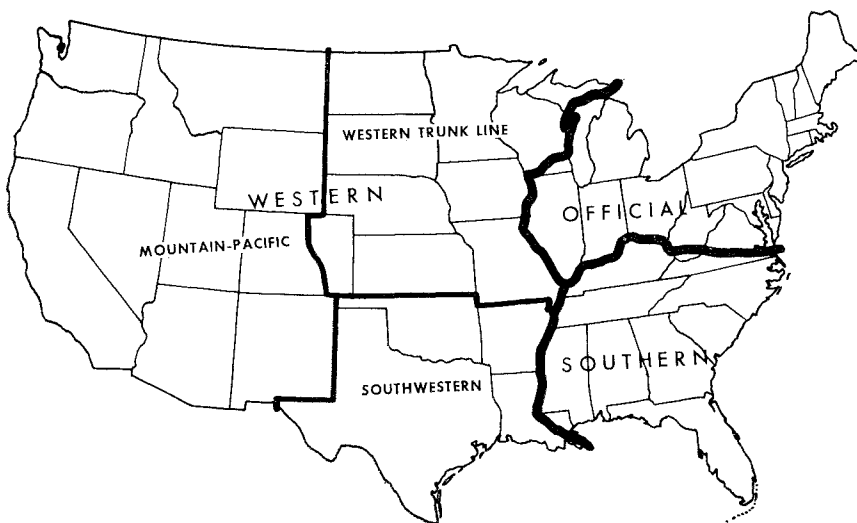 WESTERN TRUNK LINE
WESTERN
OFFICIAL
MOUNTAIN-PACIFIC
SOUTHERN
SOUTHWESTERN